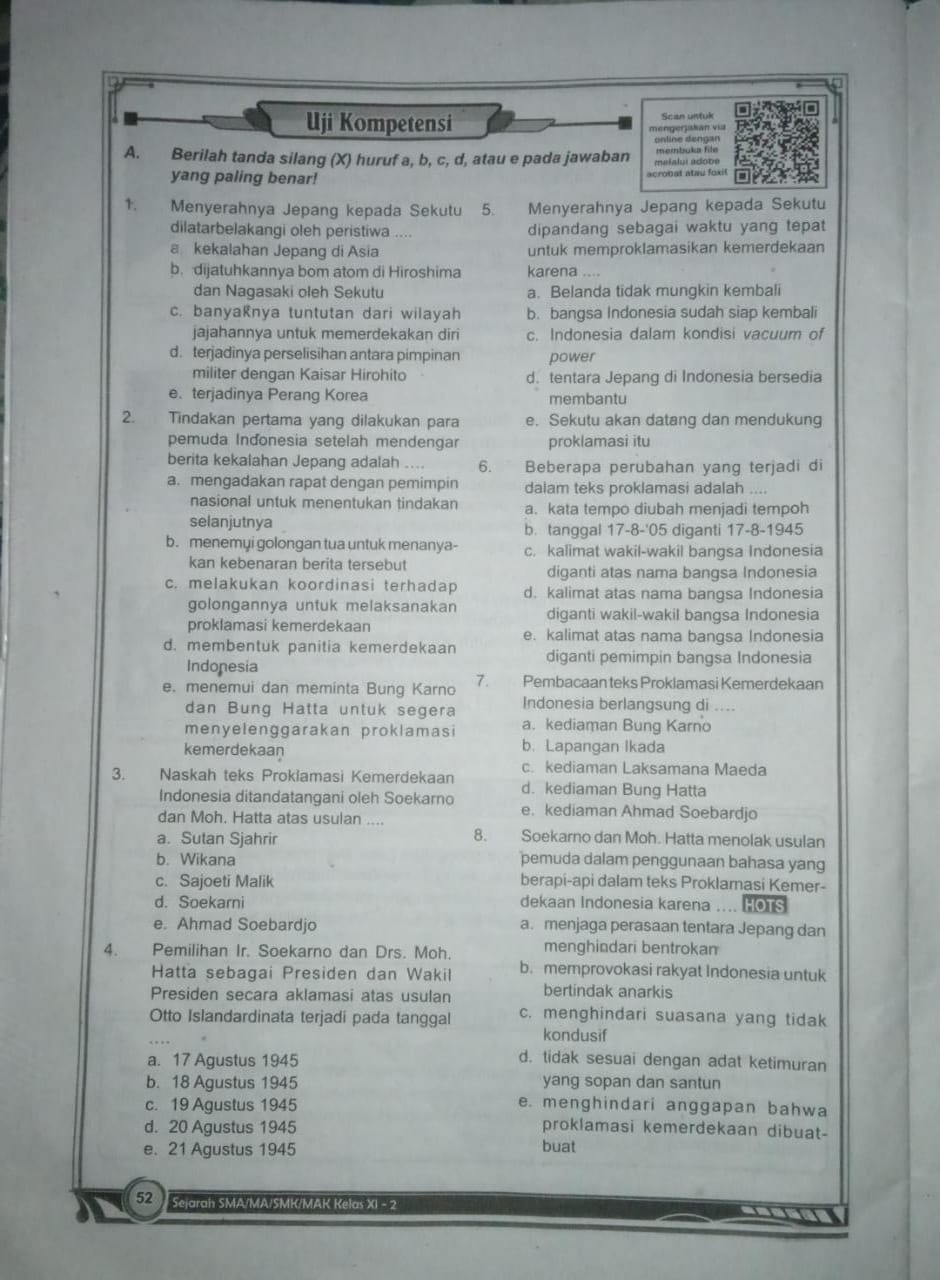 Uji Kompetensi
Scan untuk
mengerjakan via
online dengan
membuka file
melalui adobe
acrobat atau foxit
A. Berilah tanda silang (X) huruf a, b, c, d, atau e pada jawaban
yang paling benar!
1. Menyerahnya Jepang kepada Sekutu
dilatarbelakangi oleh peristiwa ....
a kekalahan Jepang di Asia
b. dijatuhkannya bom atom di Hiroshima
dan Nagasaki oleh Sekutu
c. banyaknya tuntutan dari wilayah
jajahannya untuk memerdekakan diri
d. terjadinya perselisihan antara pimpinan
militer dengan Kaisar Hirohito
e. terjadinya Perang Korea
2. Tindakan pertama yang dilakukan para
pemuda Indonesia setelah mendengar
berita kekalahan Jepang adalah ....
a. mengadakan rapat dengan pemimpin
nasional untuk menentukan tindakan
selanjutnya
b. menemui golongan tua untuk menanya-
kan kebenaran berita tersebut
c. melakukan koordinasi terhadap
golongannya untuk melaksanakan
proklamasi kemerdekaan
d. membentuk panitia kemerdekaan
Indonesia
e. menemui dan meminta Bung Karno
dan Bung Hatta untuk segera
menyelenggarakan proklamasi
kemerdekaan
3. Naskah teks Proklamasi Kemerdekaan
Indonesia ditandatangani oleh Soekarno
dan Moh. Hatta atas usulan ....
a. Sutan Sjahrir
b. Wikana
c. Sajoeti Malik
d. Soekarni
e. Ahmad Soebardjo
4. Pemilihan Ir. Soekarno dan Drs. Moh.
Hatta sebagai Presiden dan Wakil
Presiden secara aklamasi atas usulan
Otto Islandardinata terjadi pada tanggal
....
a. 17 Agustus 1945
b. 18 Agustus 1945
c. 19 Agustus 1945
d. 20 Agustus 1945
e. 21 Agustus 1945
5. Menyerahnya Jepang kepada Sekutu
dipandang sebagai waktu yang tepat
untuk memproklamasikan kemerdekaan
karena ....
a. Belanda tidak mungkin kembali
b. bangsa Indonesia sudah siap kembali
c. Indonesia dalam kondisi vacuum of
power
d. tentara Jepang di Indonesia bersedia
membantu
e. Sekutu akan datang dan mendukung
proklamasi itu
6. Beberapa perubahan yang terjadi di
dalam teks proklamasi adalah ....
a. kata tempo diubah menjadi tempoh
b. tanggal 17-8-'05 diganti 17-8-1945
c. kalimat wakil-wakil bangsa Indonesia
diganti atas nama bangsa Indonesia
d. kalimat atas nama bangsa Indonesia
diganti wakil-wakil bangsa Indonesia
e. kalimat atas nama bangsa Indonesia
diganti pemimpin bangsa Indonesia
7. Pembacaan teks Proklamasi Kemerdekaan
Indonesia berlangsung di ....
a. kediaman Bung Karno
b. Lapangan Ikada
c. kediaman Laksamana Maeda
d. kediaman Bung Hatta
e. kediaman Ahmad Soebardjo
8. Soekarno dan Moh. Hatta menolak usulan
pemuda dalam penggunaan bahasa yang
berapi-api dalam teks Proklamasi Kemer-
dekaan Indonesia karena .... HOTS
a. menjaga perasaan tentara Jepang dan
menghindari bentrokan
b. memprovokasi rakyat Indonesia untuk
bertindak anarkis
c. menghindari suasana yang tidak
kondusif
d. tidak sesuai dengan adat ketimuran
yang sopan dan santun
e. menghindari anggapan bahwa
proklamasi kemerdekaan dibuat-
buat
52 Sejarah SMA/MA/SMK/MAK Kelas XI - 2